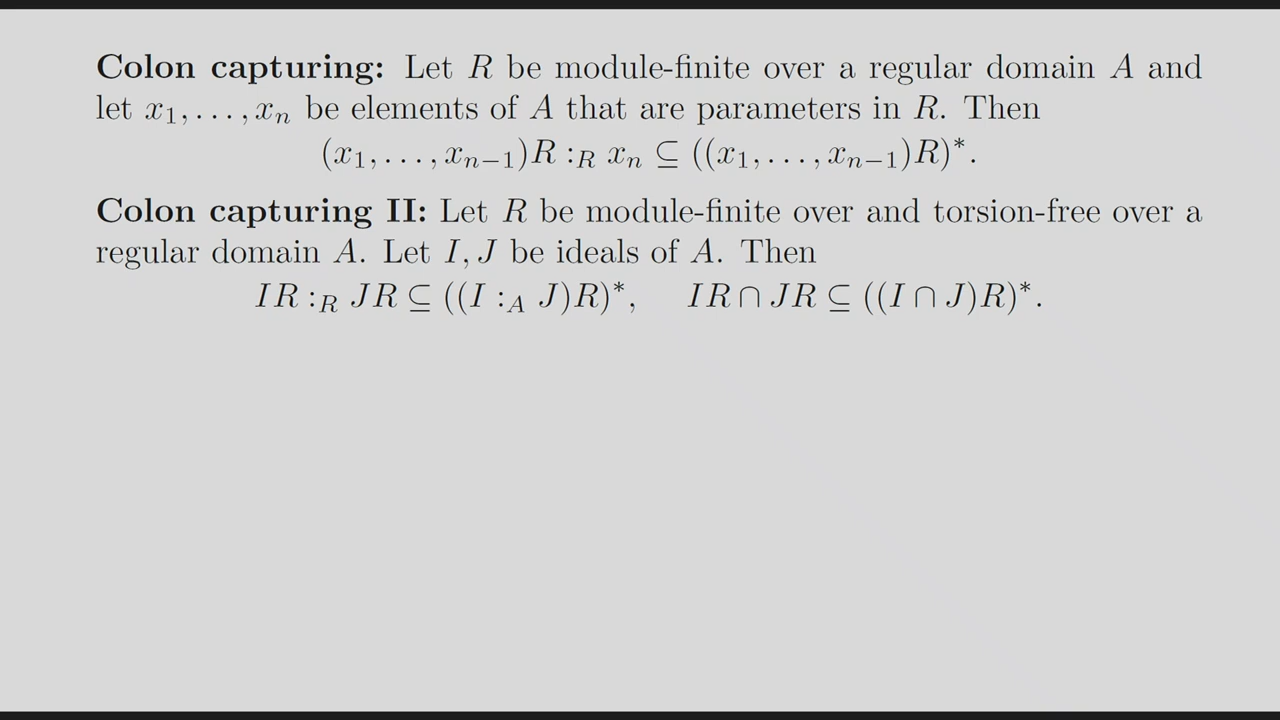 Colon capturing: Let R be module-finite over a regular domain A and
let x₁, . . . , xₙ be elements of A that are parameters in R. Then
(x₁, . . . , xₙ₋₁)R :_R xₙ ⊆ ((x₁, . . . , xₙ₋₁)R)*.
Colon capturing II: Let R be module-finite over and torsion-free over a
regular domain A. Let I, J be ideals of A. Then
IR :_R JR ⊆ ((I :_A J)R)*, IR ∩ JR ⊆ ((I ∩ J)R)*.